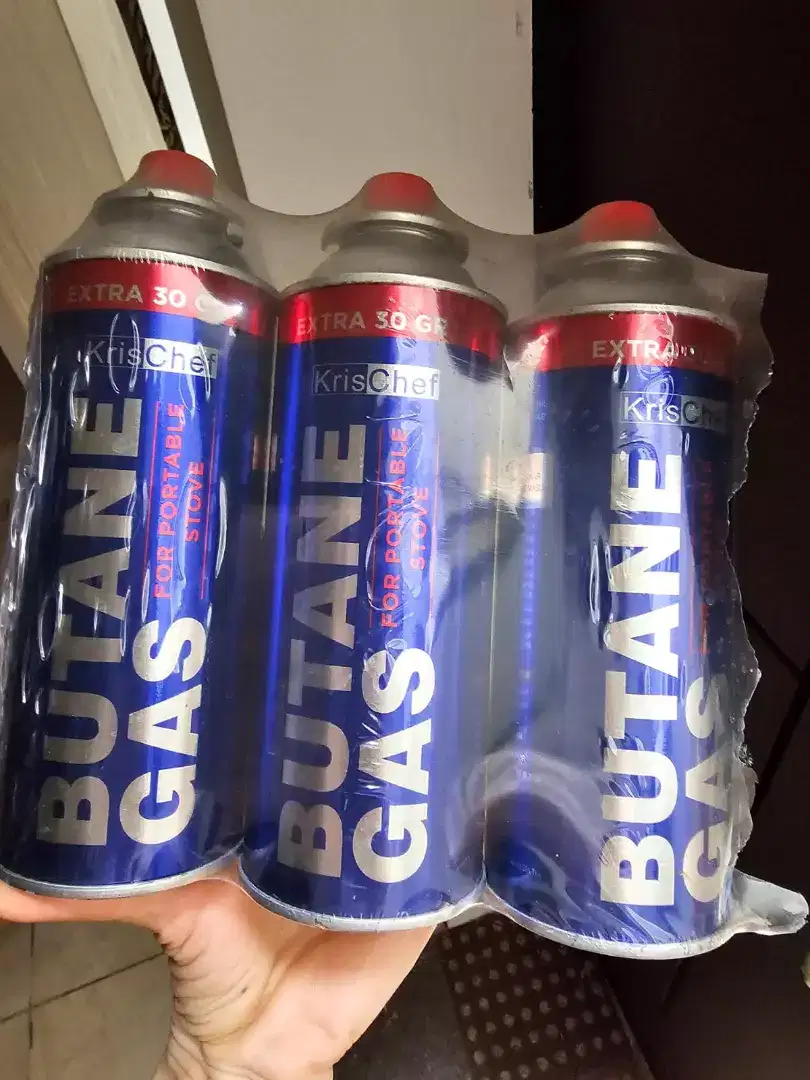 EXTRA 30 G
KrisChef
BUTANE
GAS
FOR PORTABLE
STOVE
EXTRA 30 GR
KrisChef
BUTANE
GAS
FOR PORTABLE
STOVE
EXTRA
KrisChef
BUTANE
GAS